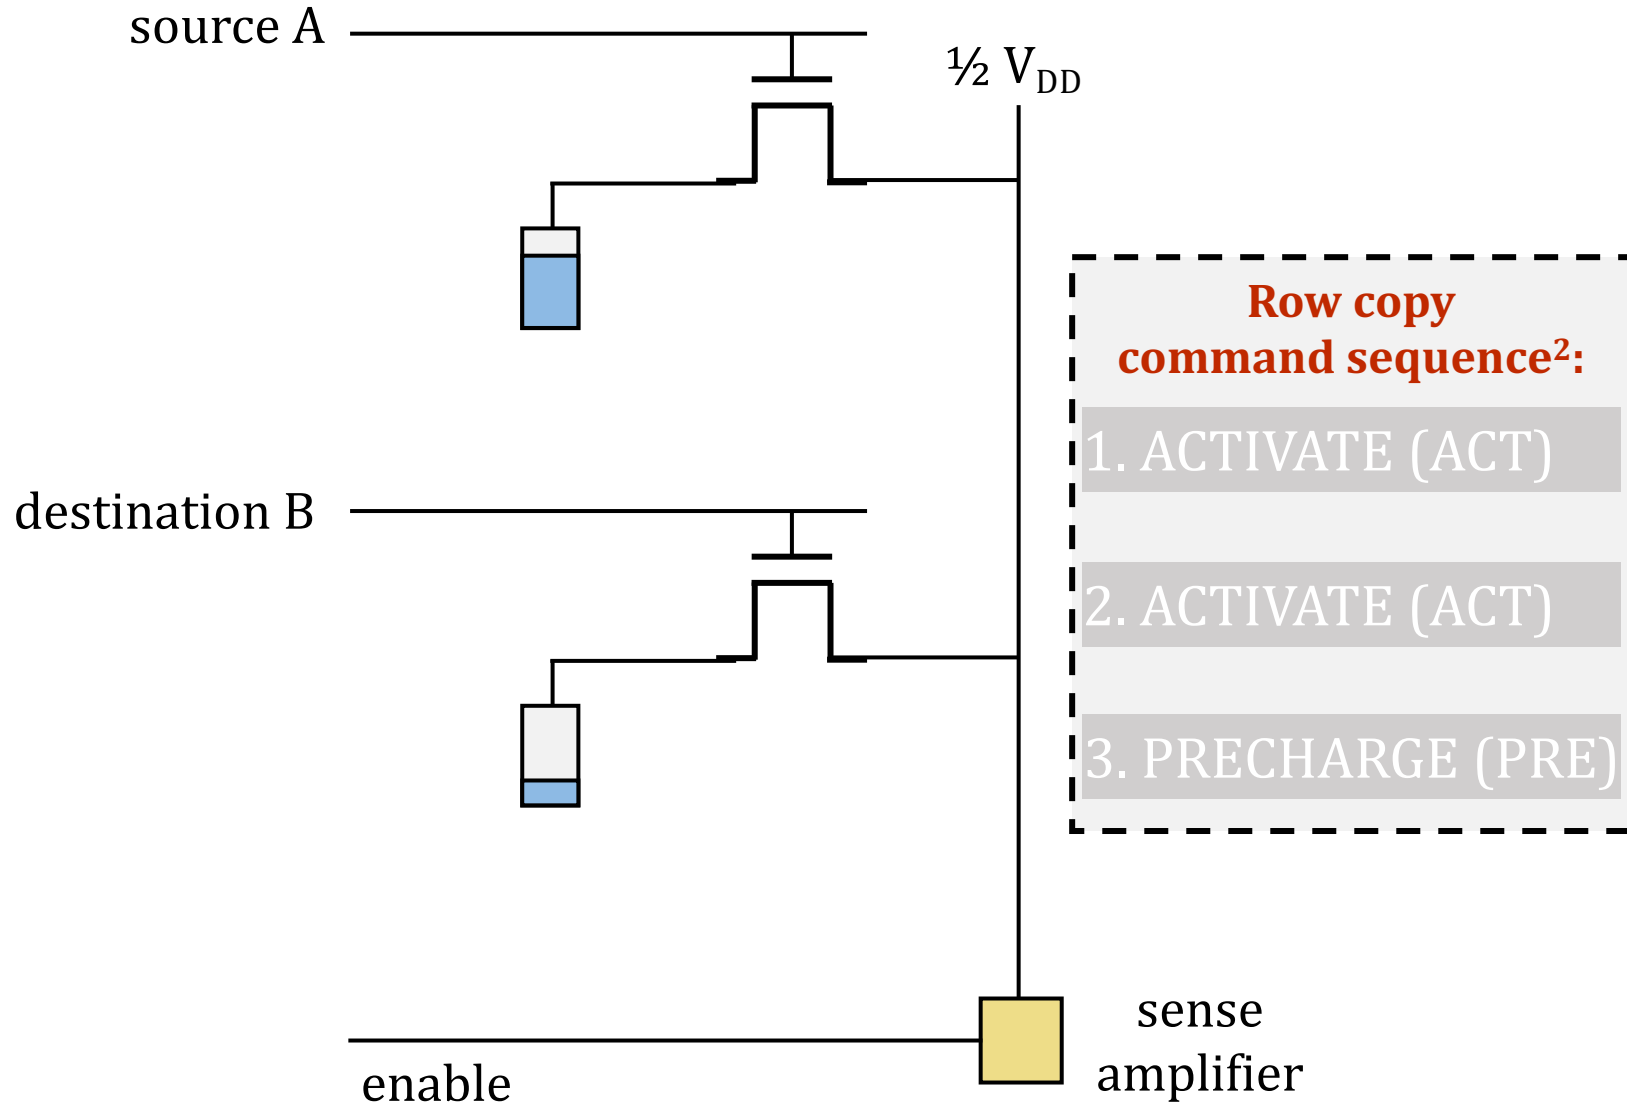 source A
½ V_DD
Row copy
command sequence²:
1. ACTIVATE (ACT)
destination B
2. ACTIVATE (ACT)
3. PRECHARGE (PRE)
sense
amplifier
enable